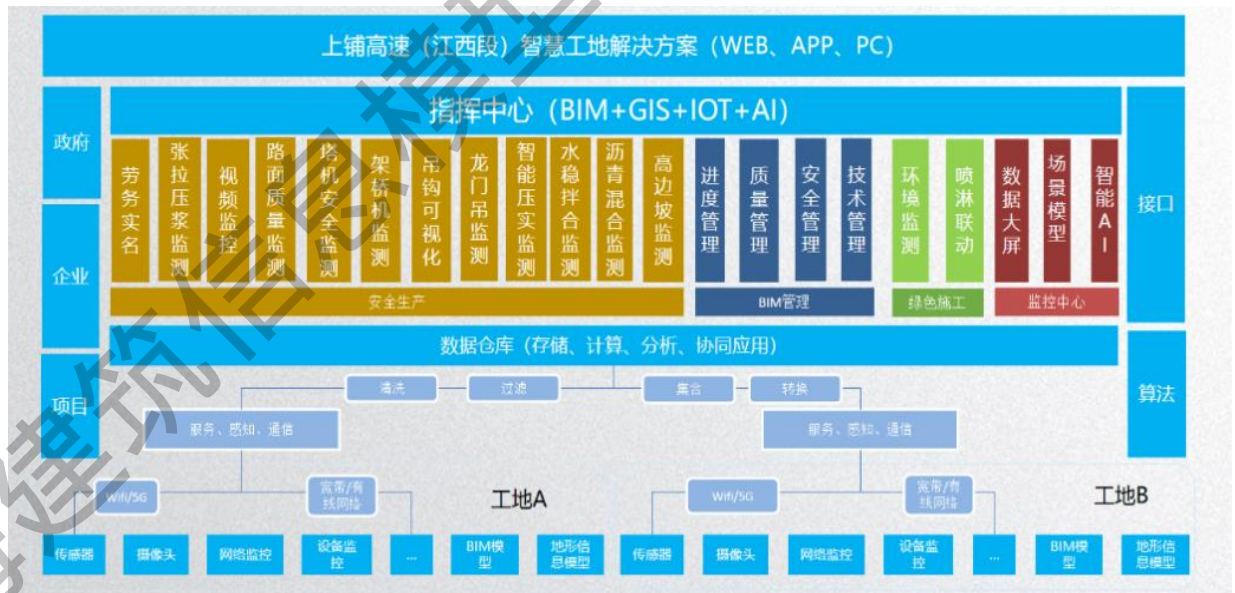 上铺高速（江西段）智慧工地解决方案（WEB、APP、PC）
政府
企业
项目
指挥中心（BIM+GIS+IOT+AI）
劳务实名
张拉压浆监测
视频监控
路面质量监测
塔机安全监测
架桥机监测
吊钩可视化
龙门吊监测
智能压实监测
水稳拌合监测
沥青混合监测
高边坡监测
进度管理
质量管理
安全管理
技术管理
环境监测
喷淋联动
数据大屏
场景模型
智能AI
安全生产
BIM管理
绿色施工
监控中心
接口
算法
数据仓库（存储、计算、分析、协同应用）
清洗
过滤
集合
转换
服务、感知、通信
服务、感知、通信
Wifi/5G
宽带/有
线网络
工地A
Wifi/5G
宽带/有
线网络
工地B
传感器
摄像头
网络监控
设备监
控
...
BIM模
型
地形信
息模型
传感器
摄像头
网络监控
设备监
控
...
BIM模
型
地形信
息模型
建筑信息模型